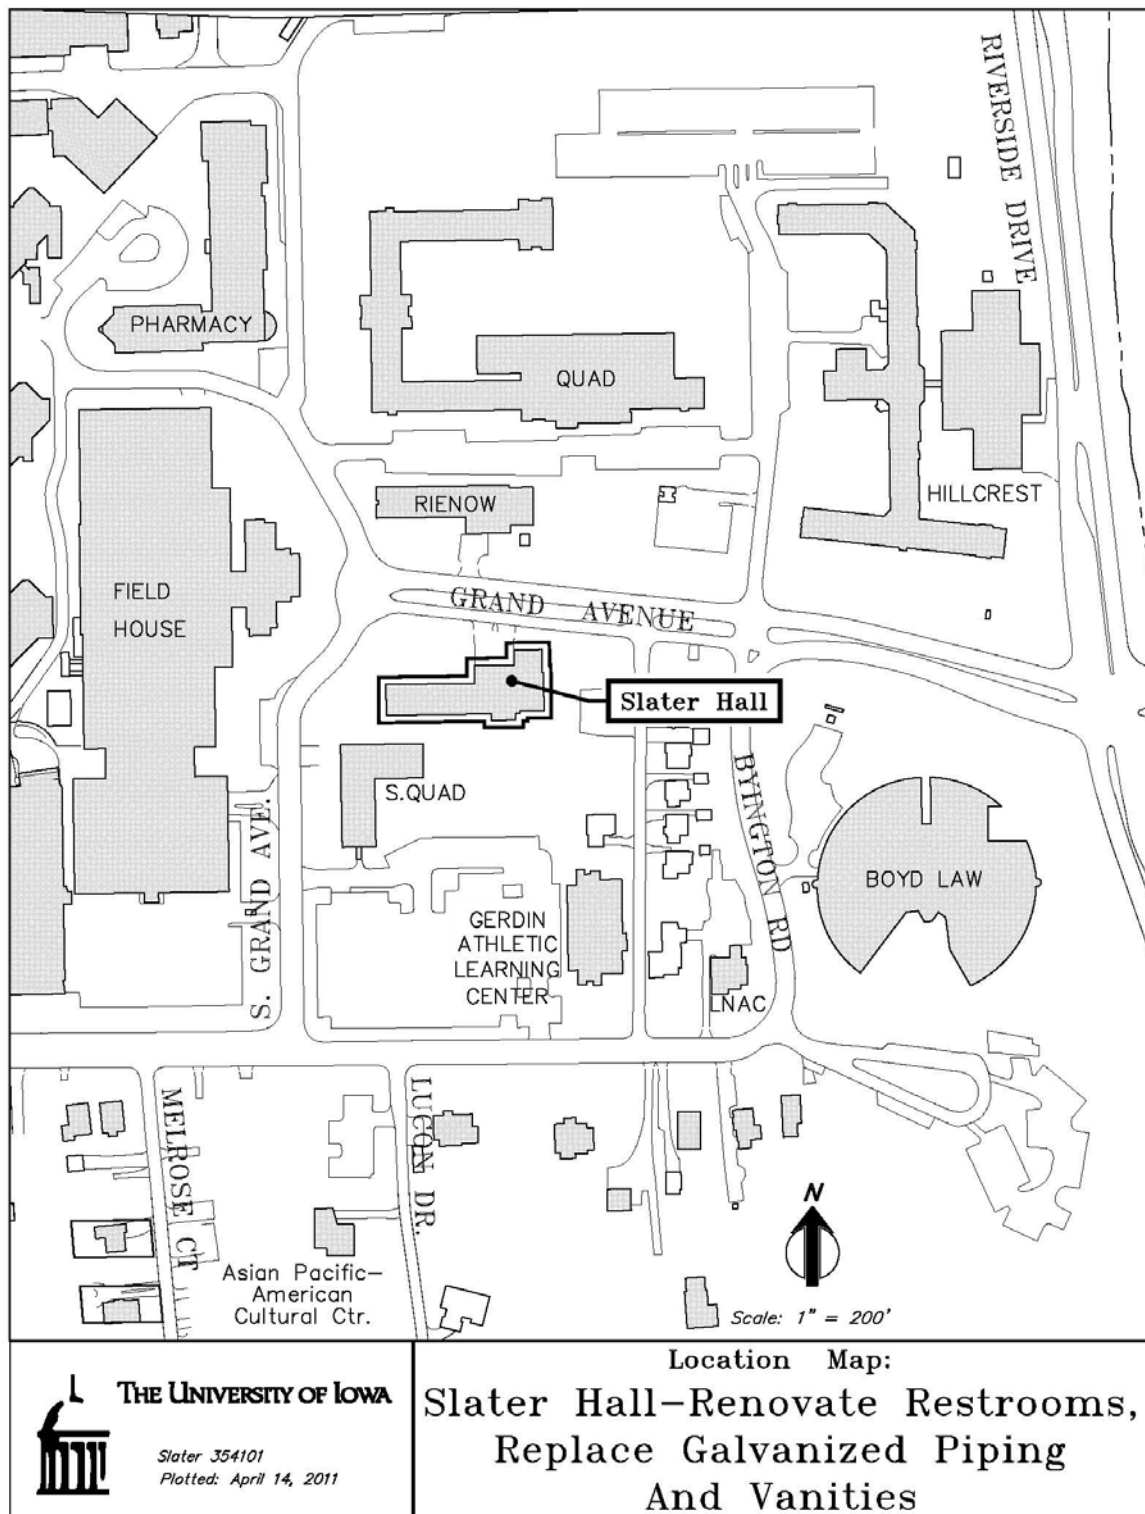 RIVERSIDE DRIVE
PHARMACY
QUAD
RIENOW
HILLCREST
FIELD
HOUSE
GRAND AVENUE
Slater Hall
S.QUAD
BYINGTON RD
S. GRAND AVE.
BOYD LAW
GERDIN
ATHLETIC
LEARNING
CENTER
LNAC
MELROSE CT
LUCON DR.
N
Asian Pacific-
American
Cultural Ctr.
Scale: 1" = 200'
THE UNIVERSITY OF IOWA
Slater 354101
Plotted: April 14, 2011
Location Map:
Slater Hall-Renovate Restrooms,
Replace Galvanized Piping
And Vanities